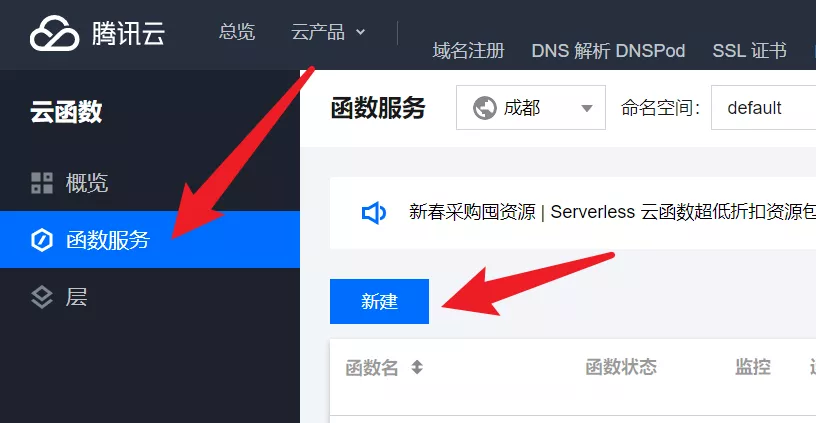 腾讯云 总览 云产品
域名注册 DNS 解析 DNSPod SSL 证书
云函数
函数服务 成都 命名空间： default
概览
新春采购囤资源 | Serverless 云函数超低折扣资源包
函数服务
层
新建
函数名 函数状态 监控